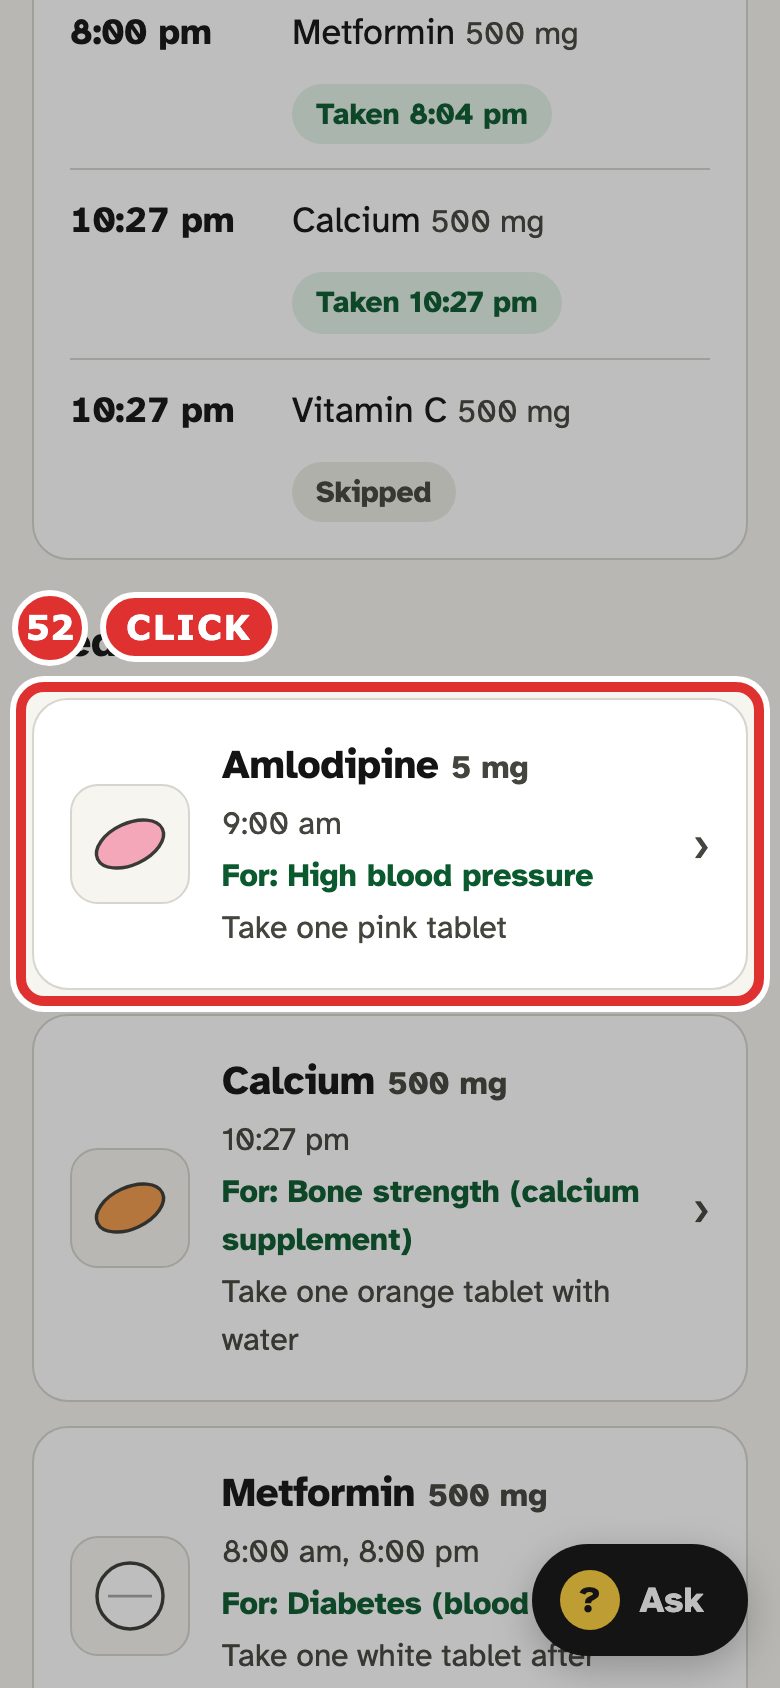 8:00 pm Metformin 500 mg
Taken 8:04 pm
10:27 pm Calcium 500 mg
Taken 10:27 pm
10:27 pm Vitamin C 500 mg
Skipped
52 CLICK
Amlodipine 5 mg
9:00 am
For: High blood pressure
Take one pink tablet
›
Calcium 500 mg
10:27 pm
For: Bone strength (calcium
supplement)
›
Take one orange tablet with
water
Metformin 500 mg
8:00 am, 8:00 pm
For: Diabetes (blood
? Ask
Take one white tablet after